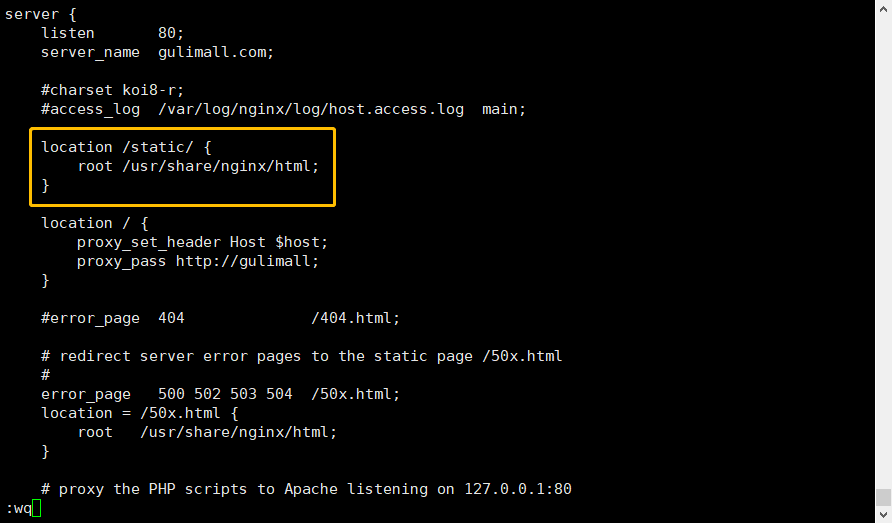 server {
    listen       80;
    server_name  gulimall.com;
    #charset koi8-r;
    #access_log  /var/log/nginx/log/host.access.log  main;
    location /static/ {
        root /usr/share/nginx/html;
    }
    location / {
        proxy_set_header Host $host;
        proxy_pass http://gulimall;
    }
    #error_page  404              /404.html;
    # redirect server error pages to the static page /50x.html
    #
    error_page   500 502 503 504  /50x.html;
    location = /50x.html {
        root   /usr/share/nginx/html;
    }
    # proxy the PHP scripts to Apache listening on 127.0.0.1:80
:wq